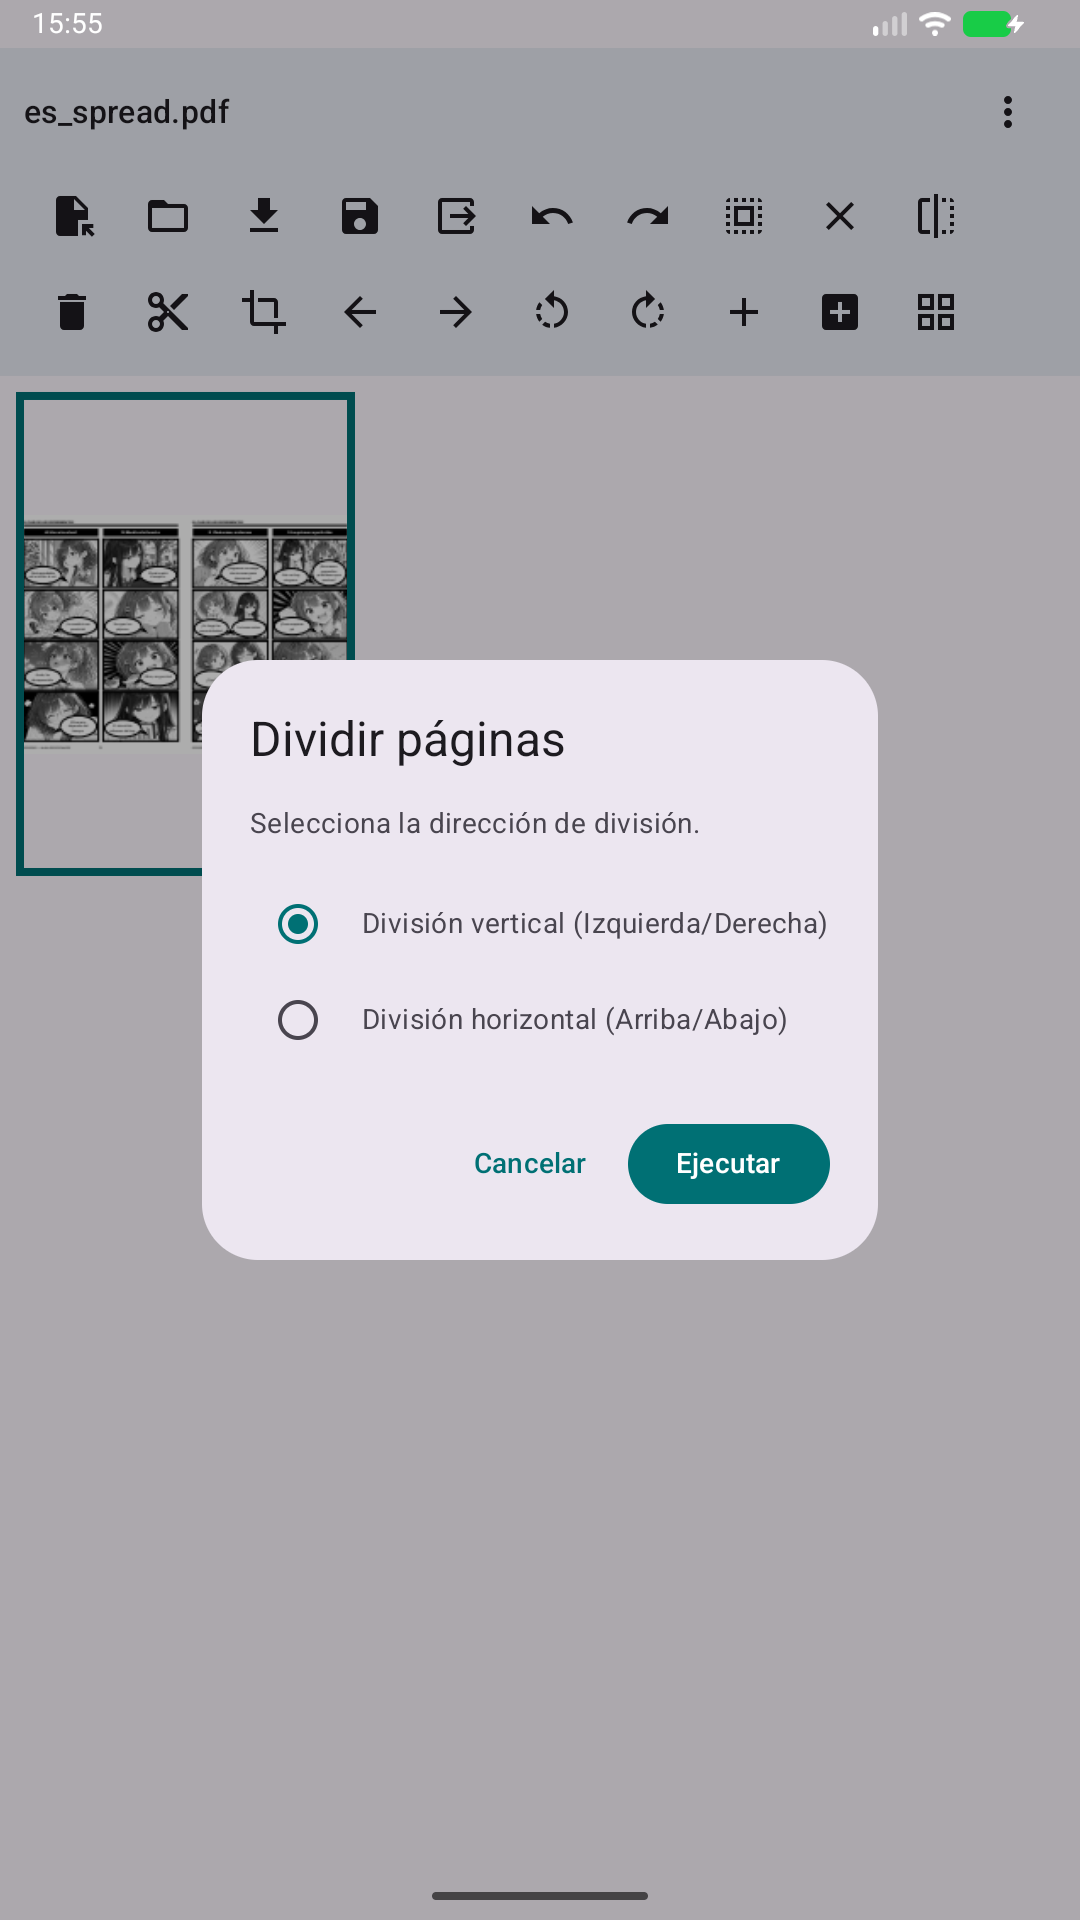 15:55
es_spread.pdf
Dividir páginas
Selecciona la dirección de división.
División vertical (Izquierda/Derecha)
División horizontal (Arriba/Abajo)
Cancelar
Ejecutar